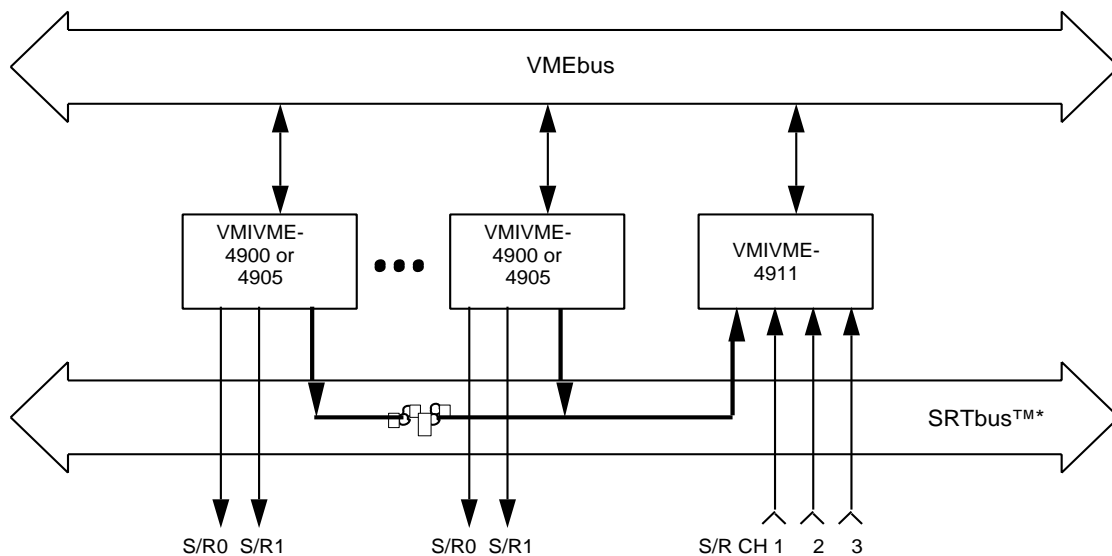 VMEbus
VMIVME-
4900 or
4905
VMIVME-
4900 or
4905
VMIVME-
4911
SRTbus™*
S/R0 S/R1
S/R0 S/R1
S/R CH 1 2 3